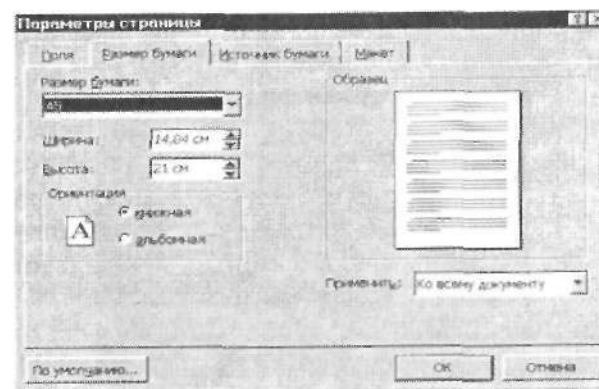 Параметры страницы
Поля Размер бумаги Источник бумаги Макет
Размер бумаги:
A5
Образец
Ширина: 14,84 см
Высота: 21 см
Ориентация
A
книжная
альбомная
Применить: Ко всему документу
По умолчанию... ОК Отмена